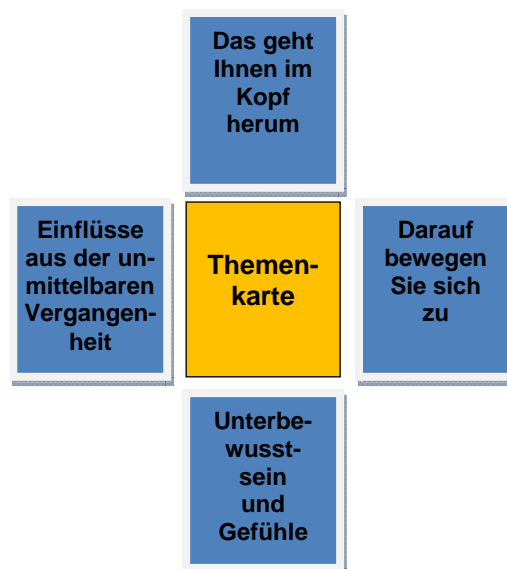 Das geht
Ihnen im
Kopf
herum
Einflüsse
aus der un-
mittelbaren
Vergangen-
heit
Themen-
karte
Darauf
bewegen
Sie sich
zu
Unterbe-
wusst-
sein
und
Gefühle